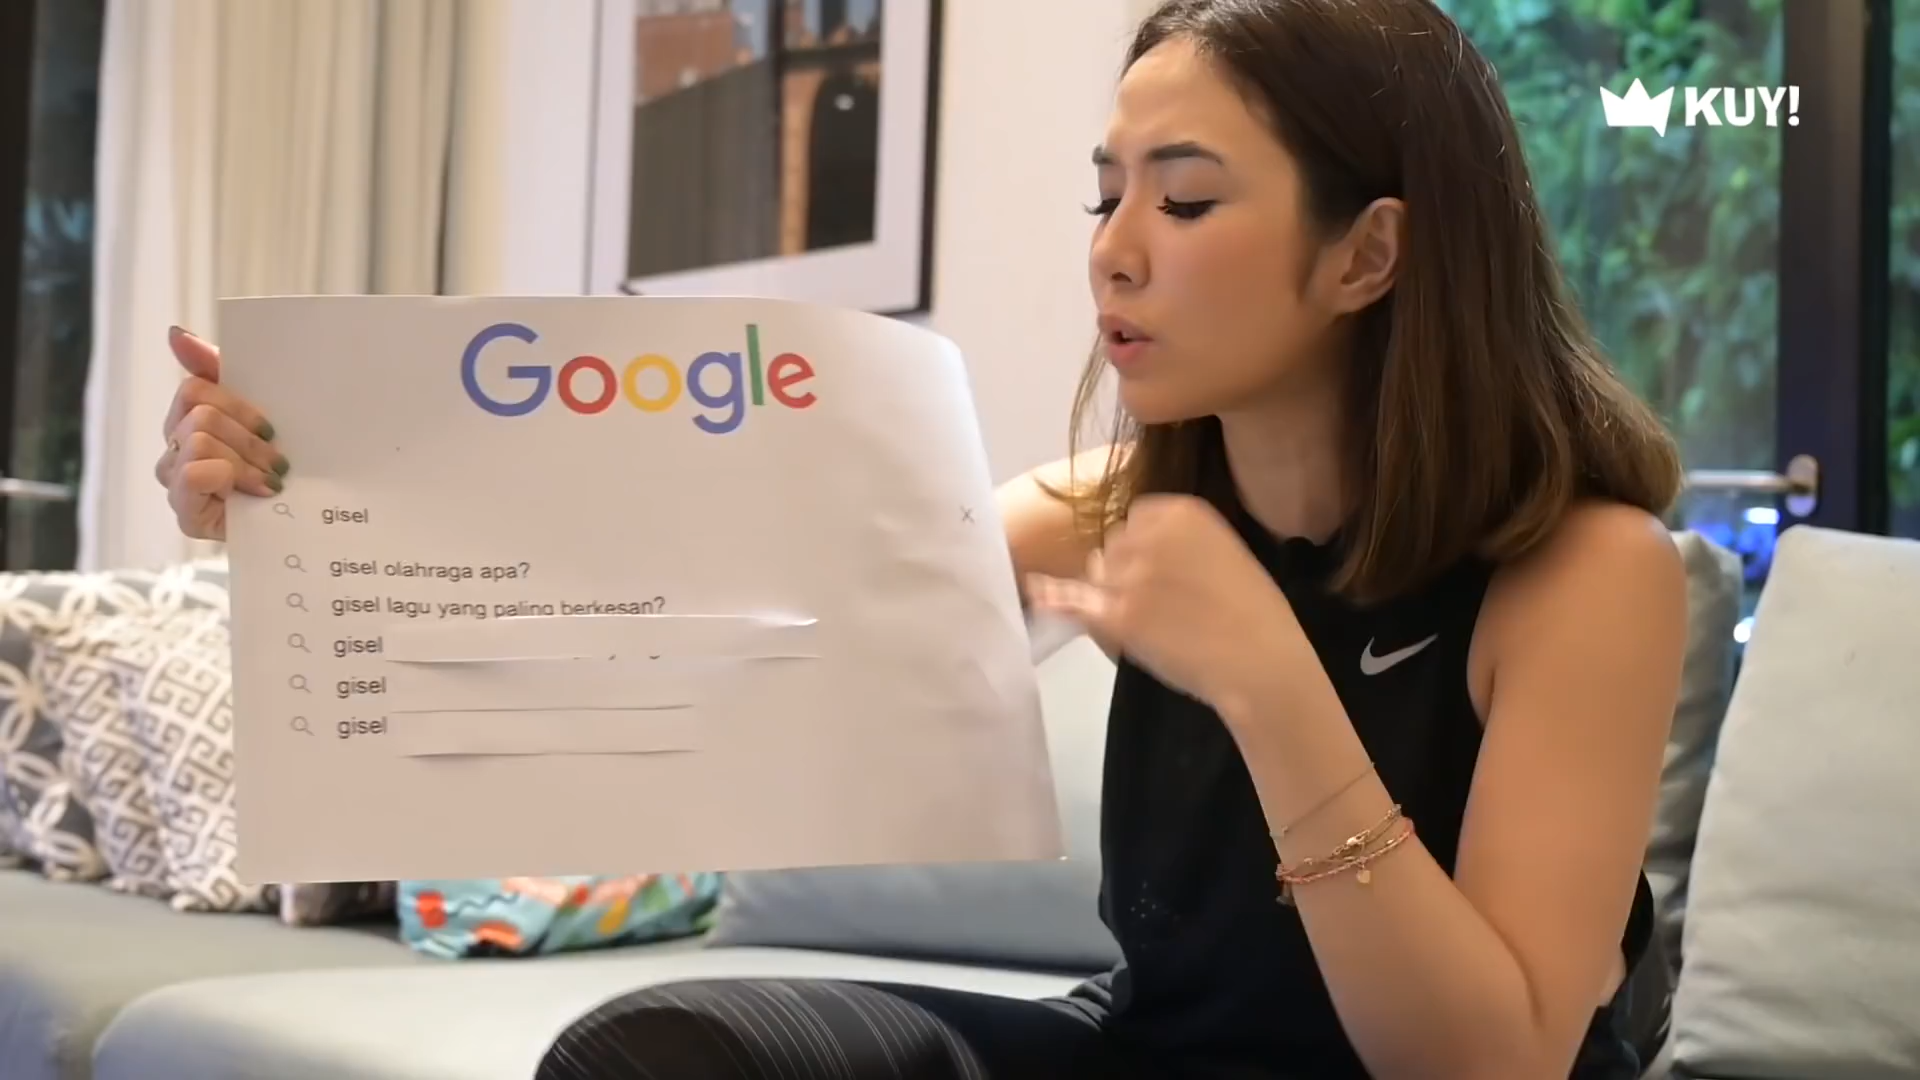 KUY!
Google
gisel X
gisel olahraga apa?
gisel lagu yang paling berkesan?
gisel
gisel
gisel